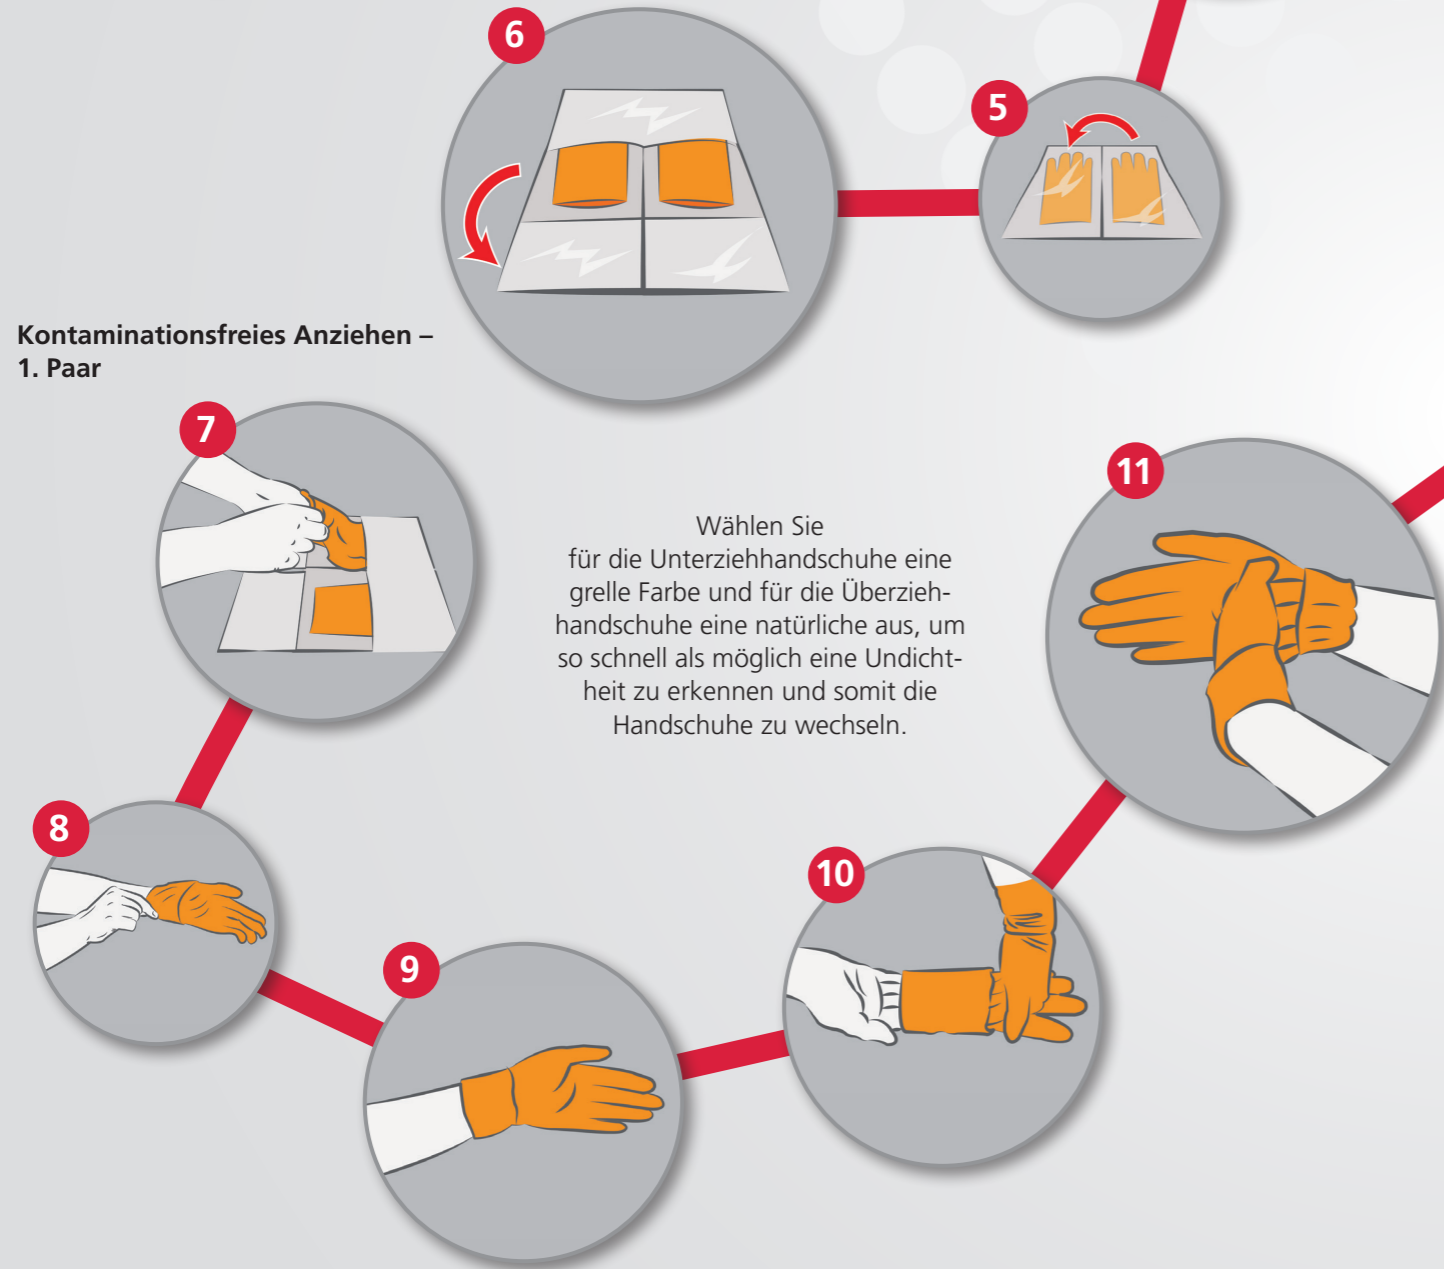 6
5
Kontaminationsfreies Anziehen –
1. Paar
7
11
Wählen Sie
für die Unterziehhandschuhe eine
grelle Farbe und für die Überzieh-
handschuhe eine natürliche aus, um
so schnell als möglich eine Undicht-
heit zu erkennen und somit die
Handschuhe zu wechseln.
8
10
9